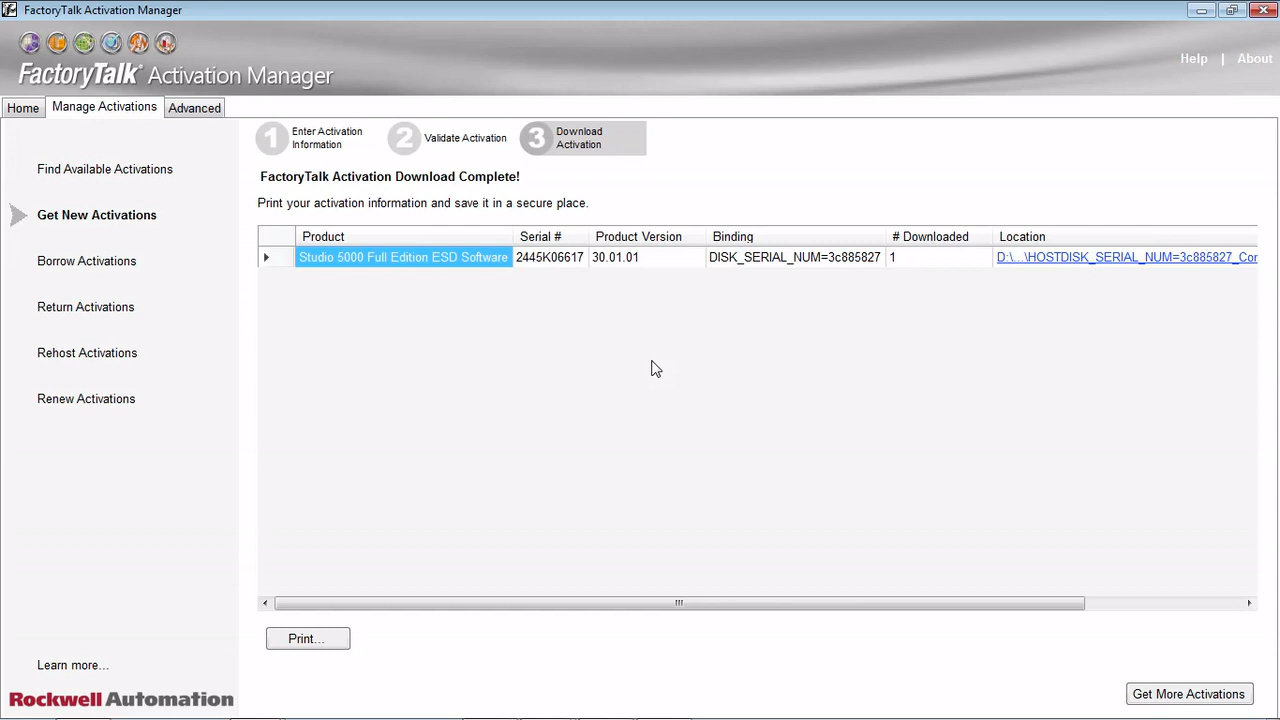 FactoryTalk Activation Manager
FactoryTalk® Activation Manager
Help | About
Home
Manage Activations
Advanced
Find Available Activations
Get New Activations
Borrow Activations
Return Activations
Rehost Activations
Renew Activations
Learn more...
Rockwell Automation
1 Enter Activation
Information
2 Validate Activation
3 Download
Activation
FactoryTalk Activation Download Complete!
Print your activation information and save it in a secure place.
Product Serial # Product Version Binding # Downloaded Location
Studio 5000 Full Edition ESD Software 2445K06617 30.01.01 DISK_SERIAL_NUM=3c885827 1 D:\...\HOSTDISK_SERIAL_NUM=3c885827_Cor
Print...
Get More Activations